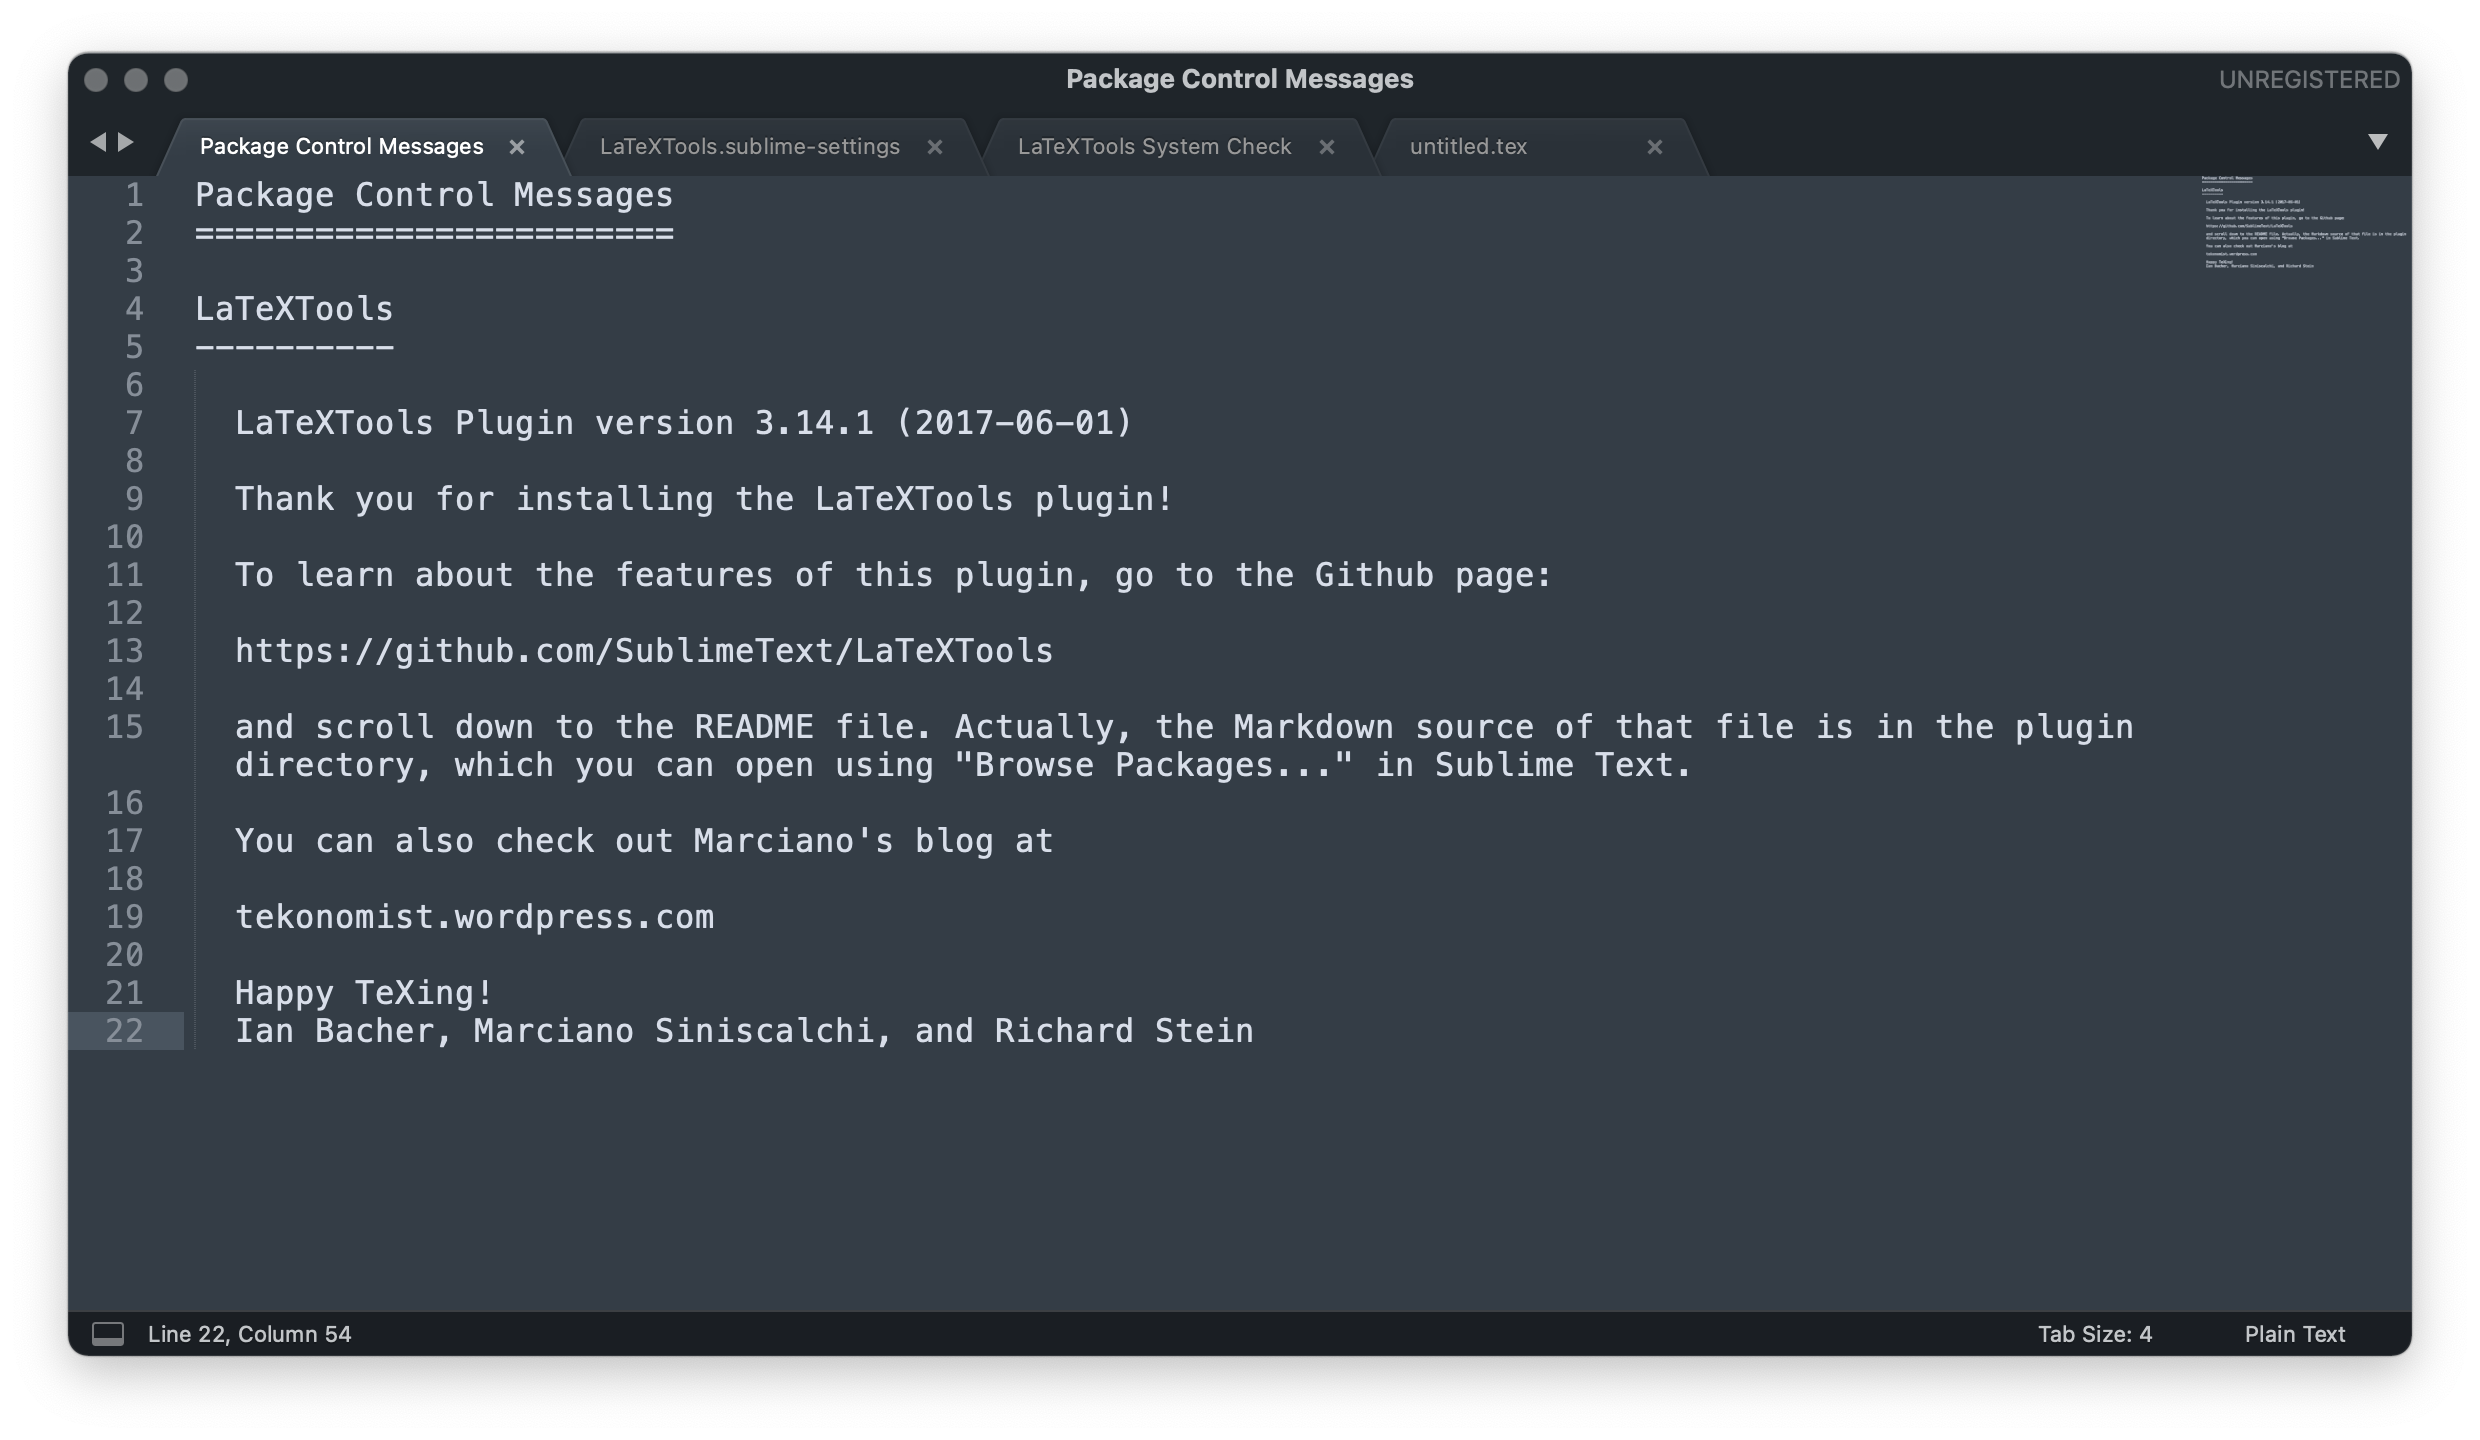 Package Control Messages
UNREGISTERED
Package Control Messages
LaTeXTools.sublime-settings
LaTeXTools System Check
untitled.tex
1 Package Control Messages
2 ========================
3
4 LaTeXTools
5 ----------
6
7 LaTeXTools Plugin version 3.14.1 (2017-06-01)
8
9 Thank you for installing the LaTeXTools plugin!
10
11 To learn about the features of this plugin, go to the Github page:
12
13 https://github.com/SublimeText/LaTeXTools
14
15 and scroll down to the README file. Actually, the Markdown source of that file is in the plugin
directory, which you can open using "Browse Packages..." in Sublime Text.
16
17 You can also check out Marciano's blog at
18
19 tekonomist.wordpress.com
20
21 Happy TeXing!
22 Ian Bacher, Marciano Siniscalchi, and Richard Stein
Line 22, Column 54
Tab Size: 4
Plain Text